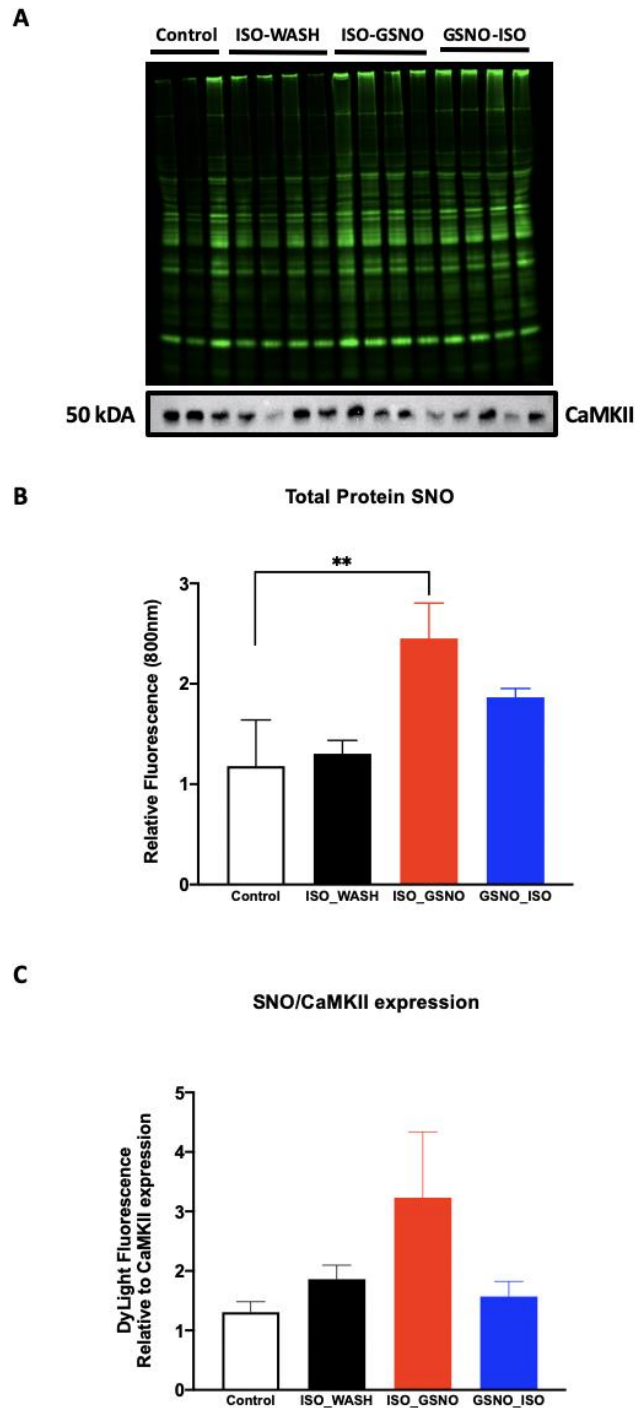 A
Control ISO-WASH ISO-GSNO GSNO-ISO
50 kDA CaMKII
B
Total Protein SNO
**
Relative Fluorescence (800nm)
3
2
1
0
Control ISO_WASH ISO_GSNO GSNO_ISO
C
SNO/CaMKII expression
DyLight Fluorescence
Relative to CaMKII expression
5
4
3
2
1
0
Control ISO_WASH ISO_GSNO GSNO_ISO